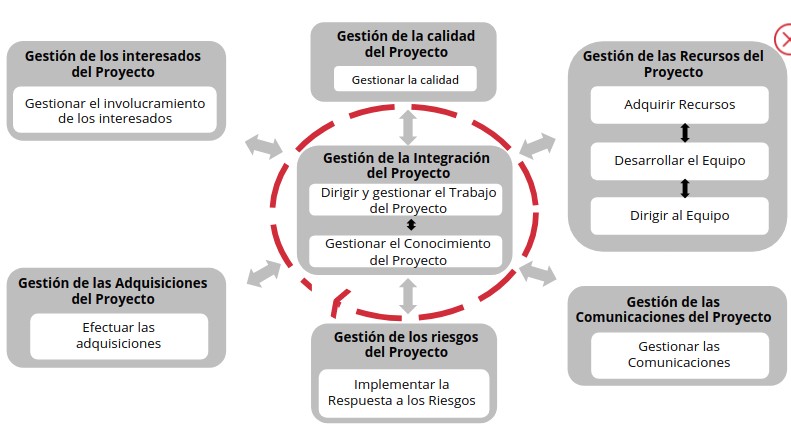 Gestión de los interesados
del Proyecto
Gestionar el involucramiento
de los interesados
Gestión de la calidad
del Proyecto
Gestionar la calidad
Gestión de las Recursos del
Proyecto
Adquirir Recursos
Desarrollar el Equipo
Dirigir al Equipo
Gestión de la Integración
del Proyecto
Dirigir y gestionar el Trabajo
del Proyecto
Gestionar el Conocimiento
del Proyecto
Gestión de las Adquisiciones
del Proyecto
Efectuar las
adquisiciones
Gestión de los riesgos
del Proyecto
Implementar la
Respuesta a los Riesgos
Gestión de las
Comunicaciones del Proyecto
Gestionar las
Comunicaciones